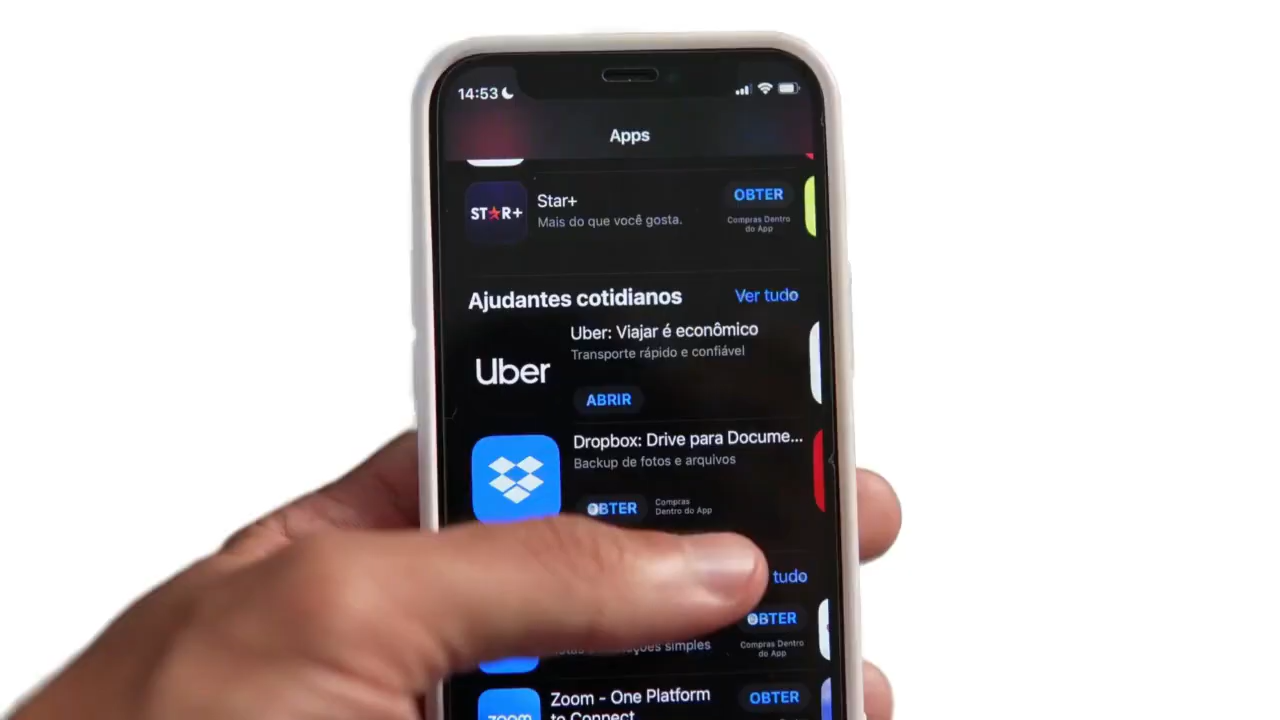 14:53
Apps
STAR+
Star+
Mais do que você gosta.
OBTER
Compras Dentro
do App
Ajudantes cotidianos
Ver tudo
Uber
Uber: Viajar é econômico
Transporte rápido e confiável
ABRIR
Dropbox: Drive para Docume...
Backup de fotos e arquivos
OBTER
Compras
Dentro do App
tudo
OBTER
simples
Compras Dentro
do App
zoom
Zoom - One Platform
to Connect
OBTER